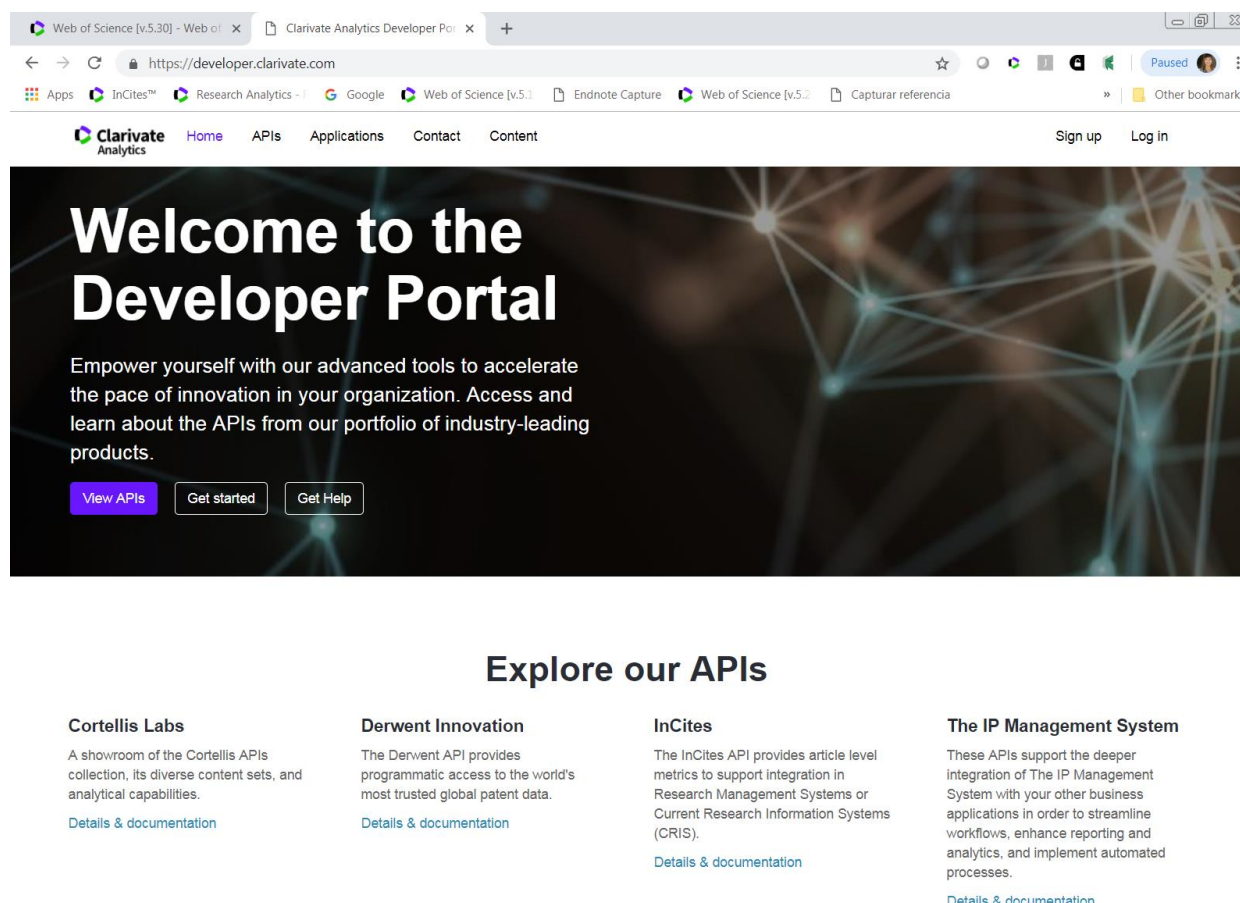 Web of Science [v.5.30] - Web of
Clarivate Analytics Developer Por
https://developer.clarivate.com
Paused
Apps InCites™ Research Analytics - Google Web of Science [v.5.1 Endnote Capture Web of Science [v.5.2 Capturar referencia » Other bookmark
Clarivate
Analytics
Home APIs Applications Contact Content Sign up Log in
Welcome to the
Developer Portal
Empower yourself with our advanced tools to accelerate
the pace of innovation in your organization. Access and
learn about the APIs from our portfolio of industry-leading
products.
View APIs Get started Get Help
Explore our APIs
Cortellis Labs
A showroom of the Cortellis APIs
collection, its diverse content sets, and
analytical capabilities.
Details & documentation
Derwent Innovation
The Derwent API provides
programmatic access to the world's
most trusted global patent data.
Details & documentation
InCites
The InCites API provides article level
metrics to support integration in
Research Management Systems or
Current Research Information Systems
(CRIS).
Details & documentation
The IP Management System
These APIs support the deeper
integration of The IP Management
System with your other business
applications in order to streamline
workflows, enhance reporting and
analytics, and implement automated
processes.
Details & documentation